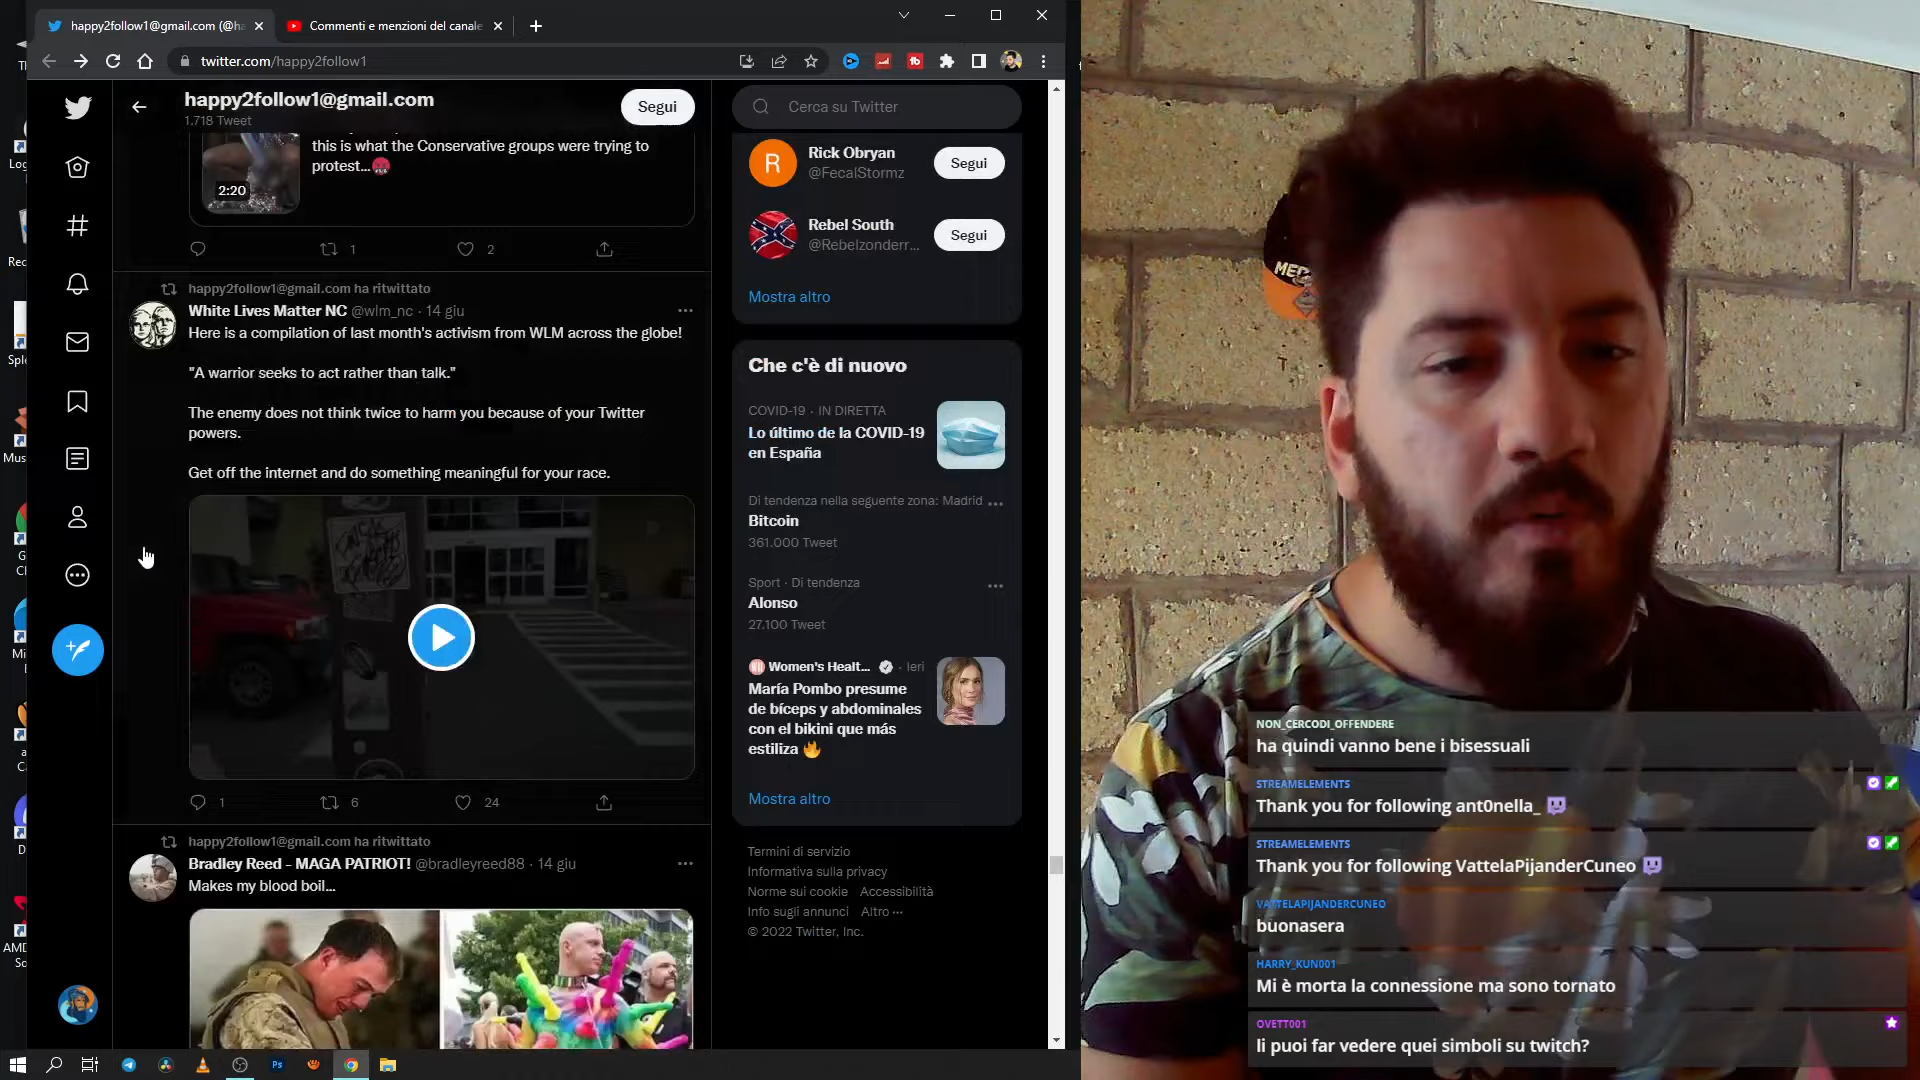 happy2follow1@gmail.com (@ha
Commenti e menzioni del canale
twitter.com/happy2follow1
happy2follow1@gmail.com
1.718 Tweet
Segui
this is what the Conservative groups were trying to
protest...
2:20
1
2
happy2follow1@gmail.com ha ritwittato
White Lives Matter NC @wlm_nc · 14 giu
Here is a compilation of last month's activism from WLM across the globe!
"A warrior seeks to act rather than talk."
The enemy does not think twice to harm you because of your Twitter
powers.
Get off the internet and do something meaningful for your race.
1
6
24
happy2follow1@gmail.com ha ritwittato
Bradley Reed - MAGA PATRIOT! @bradleyreed88 · 14 giu
Makes my blood boil...
Cerca su Twitter
R
Rick Obryan
@FecalStormz
Segui
Rebel South
@Rebelzonderr...
Segui
Mostra altro
Che c'è di nuovo
COVID-19 · IN DIRETTA
Lo último de la COVID-19
en España
Di tendenza nella seguente zona: Madrid
Bitcoin
361.000 Tweet
Sport · Di tendenza
Alonso
27.100 Tweet
Women's Healt... · Ieri
María Pombo presume
de bíceps y abdominales
con el bikini que más
estiliza
Mostra altro
Termini di servizio
Informativa sulla privacy
Norme sui cookie Accessibilità
Info sugli annunci Altro ···
© 2022 Twitter, Inc.
NON_CERCODI_OFFENDERE
ha quindi vanno bene i bisessuali
STREAMELEMENTS
Thank you for following ant0nella_
STREAMELEMENTS
Thank you for following VattelaPijanderCuneo
VATTELAPIJANDERCUNEO
buonasera
HARRY_KUN001
Mi è morta la connessione ma sono tornato
OVETT001
li puoi far vedere quei simboli su twitch?